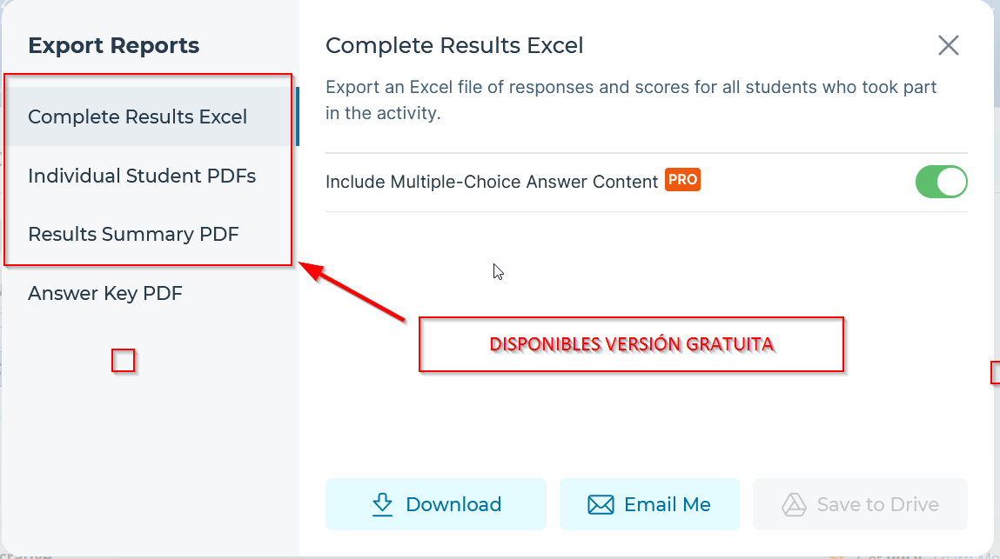 Export Reports
Complete Results Excel
Individual Student PDFs
Results Summary PDF
Answer Key PDF
Complete Results Excel
Export an Excel file of responses and scores for all students who took part
in the activity.
Include Multiple-Choice Answer Content PRO
DISPONIBLES VERSIÓN GRATUITA
Download
Email Me
Save to Drive